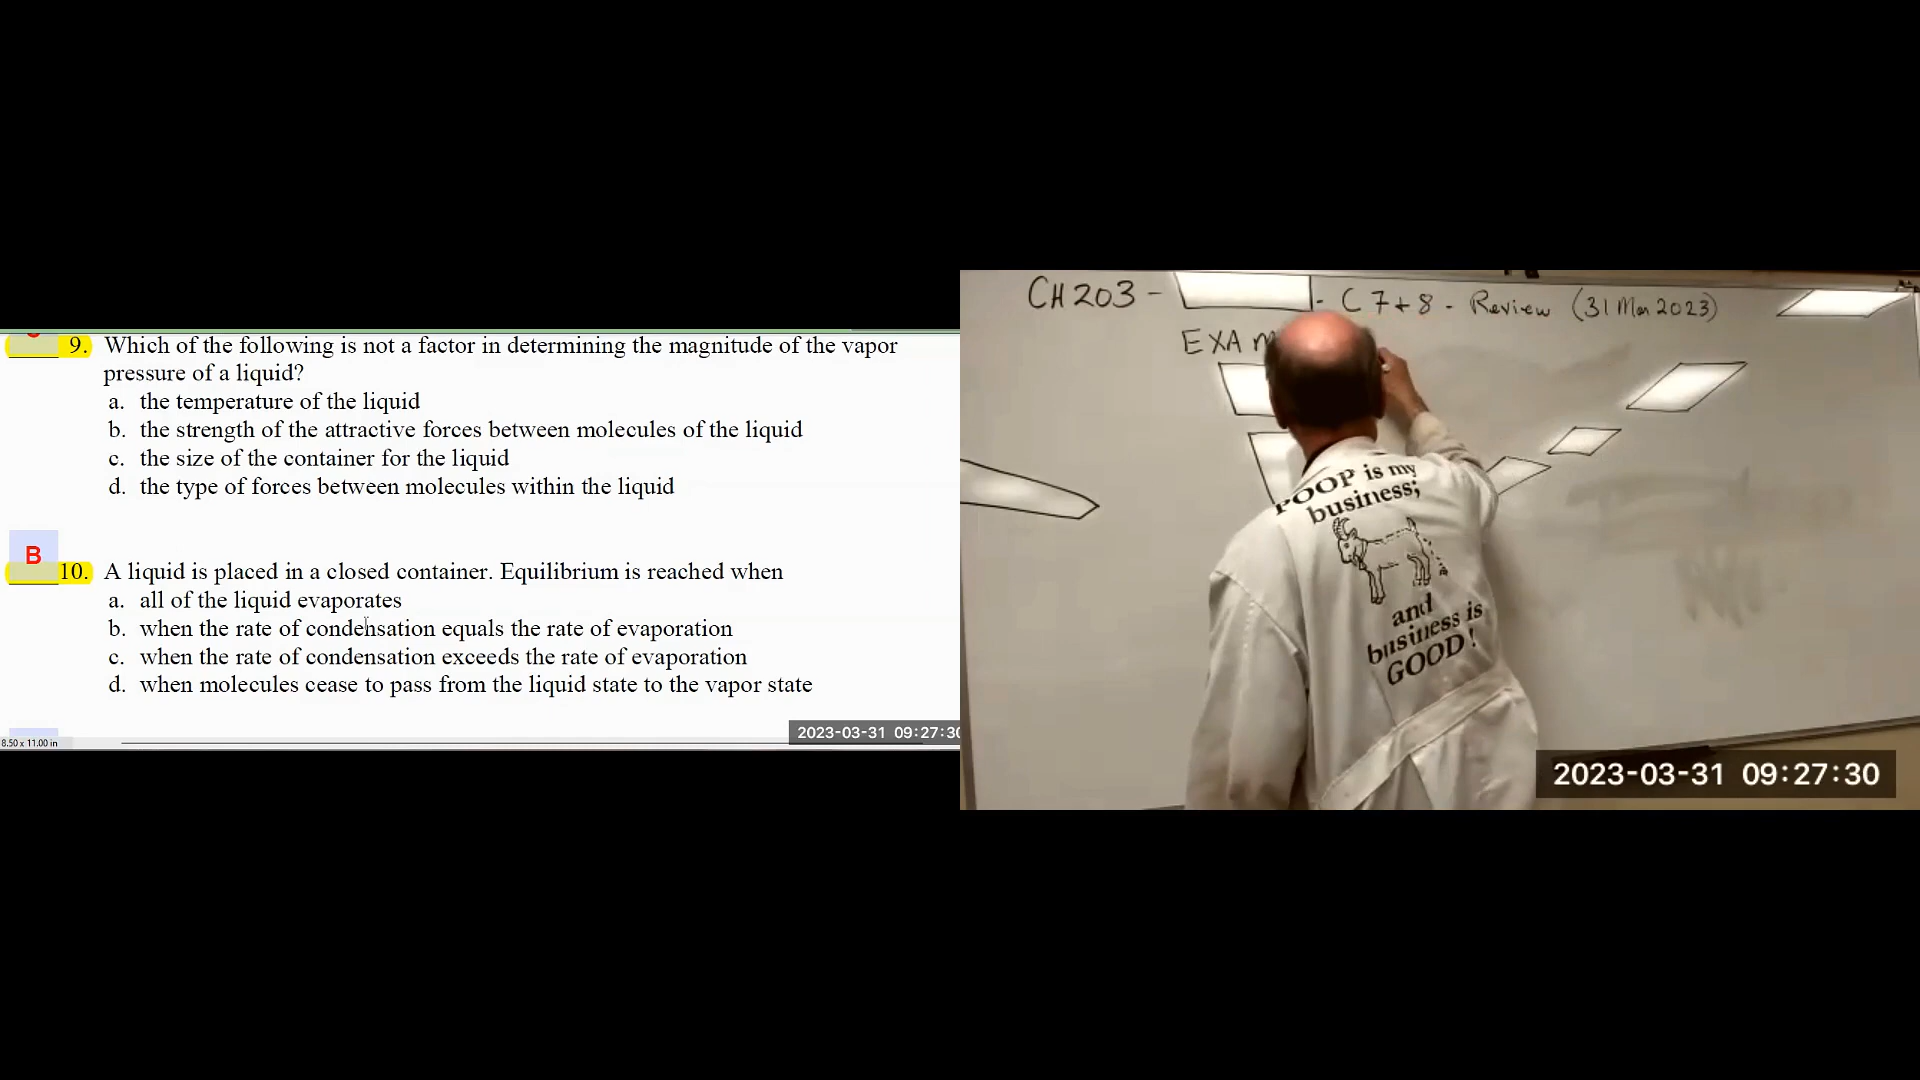 9. Which of the following is not a factor in determining the magnitude of the vapor
pressure of a liquid?
a. the temperature of the liquid
b. the strength of the attractive forces between molecules of the liquid
c. the size of the container for the liquid
d. the type of forces between molecules within the liquid
B
10. A liquid is placed in a closed container. Equilibrium is reached when
a. all of the liquid evaporates
b. when the rate of condensation equals the rate of evaporation
c. when the rate of condensation exceeds the rate of evaporation
d. when molecules cease to pass from the liquid state to the vapor state
2023-03-31 09:27:30
8.50 x 11.00 in
CH 203 - - C 7 + 8 - Review (31 Mar 2023)
EXAM
POOP is my
business;
and
business is
GOOD!
2023-03-31 09:27:30